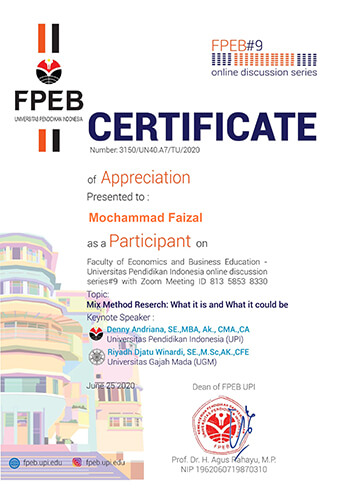 FPEB#9
online discussion series
FPEB
UNIVERSITAS PENDIDIKAN INDONESIA
CERTIFICATE
Number: 3150/UN40.A7/TU/2020
of Appreciation
Presented to :
Mochammad Faizal
as a Participant on
Faculty of Economics and Business Education -
Universitas Pendidikan Indonesia online discussion
series#9 with Zoom Meeting ID 813 5853 8330
Topic:
Mix Method Reserch: What it is and What it could be
Keynote Speaker :
Denny Andriana, SE.,MBA, Ak., CMA.,CA
Universitas Pendidikan Indonesia (UPI)
Riyadh Djatu Winardi, SE.,M.Sc,AK.,CFE
Universitas Gajah Mada (UGM)
June 25 2020
Dean of FPEB UPI
FPEB
Prof. Dr. H. Agus Rahayu, M.P.
NIP 1962060719870310
fpeb.upi.edu
fpeb.upi.edu